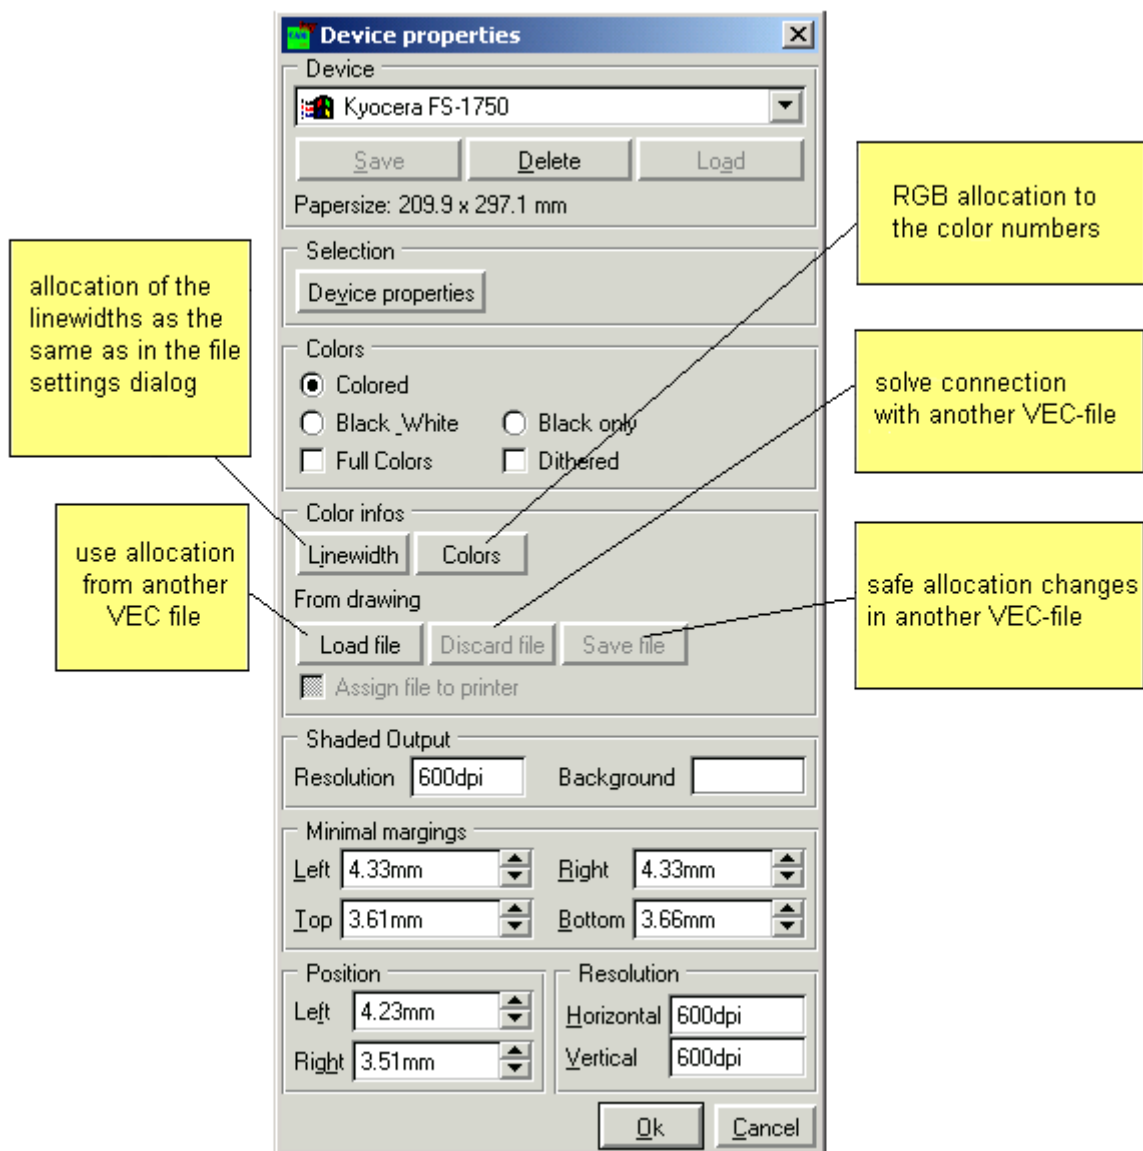 Device properties
Device
Kyocera FS-1750
Save Delete Load
Papersize: 209.9 x 297.1 mm
Selection
Device properties
Colors
Colored
Black_White Black only
Full Colors Dithered
Color infos
Linewidth Colors
From drawing
Load file Discard file Save file
Assign file to printer
Shaded Output
Resolution 600dpi Background
Minimal margings
Left 4.33mm Right 4.33mm
Top 3.61mm Bottom 3.66mm
Position
Left 4.23mm
Right 3.51mm
Resolution
Horizontal 600dpi
Vertical 600dpi
Ok Cancel
allocation of the
linewidths as the
same as in the file
settings dialog
use allocation
from another
VEC file
RGB allocation to
the color numbers
solve connection
with another VEC-file
safe allocation changes
in another VEC-file